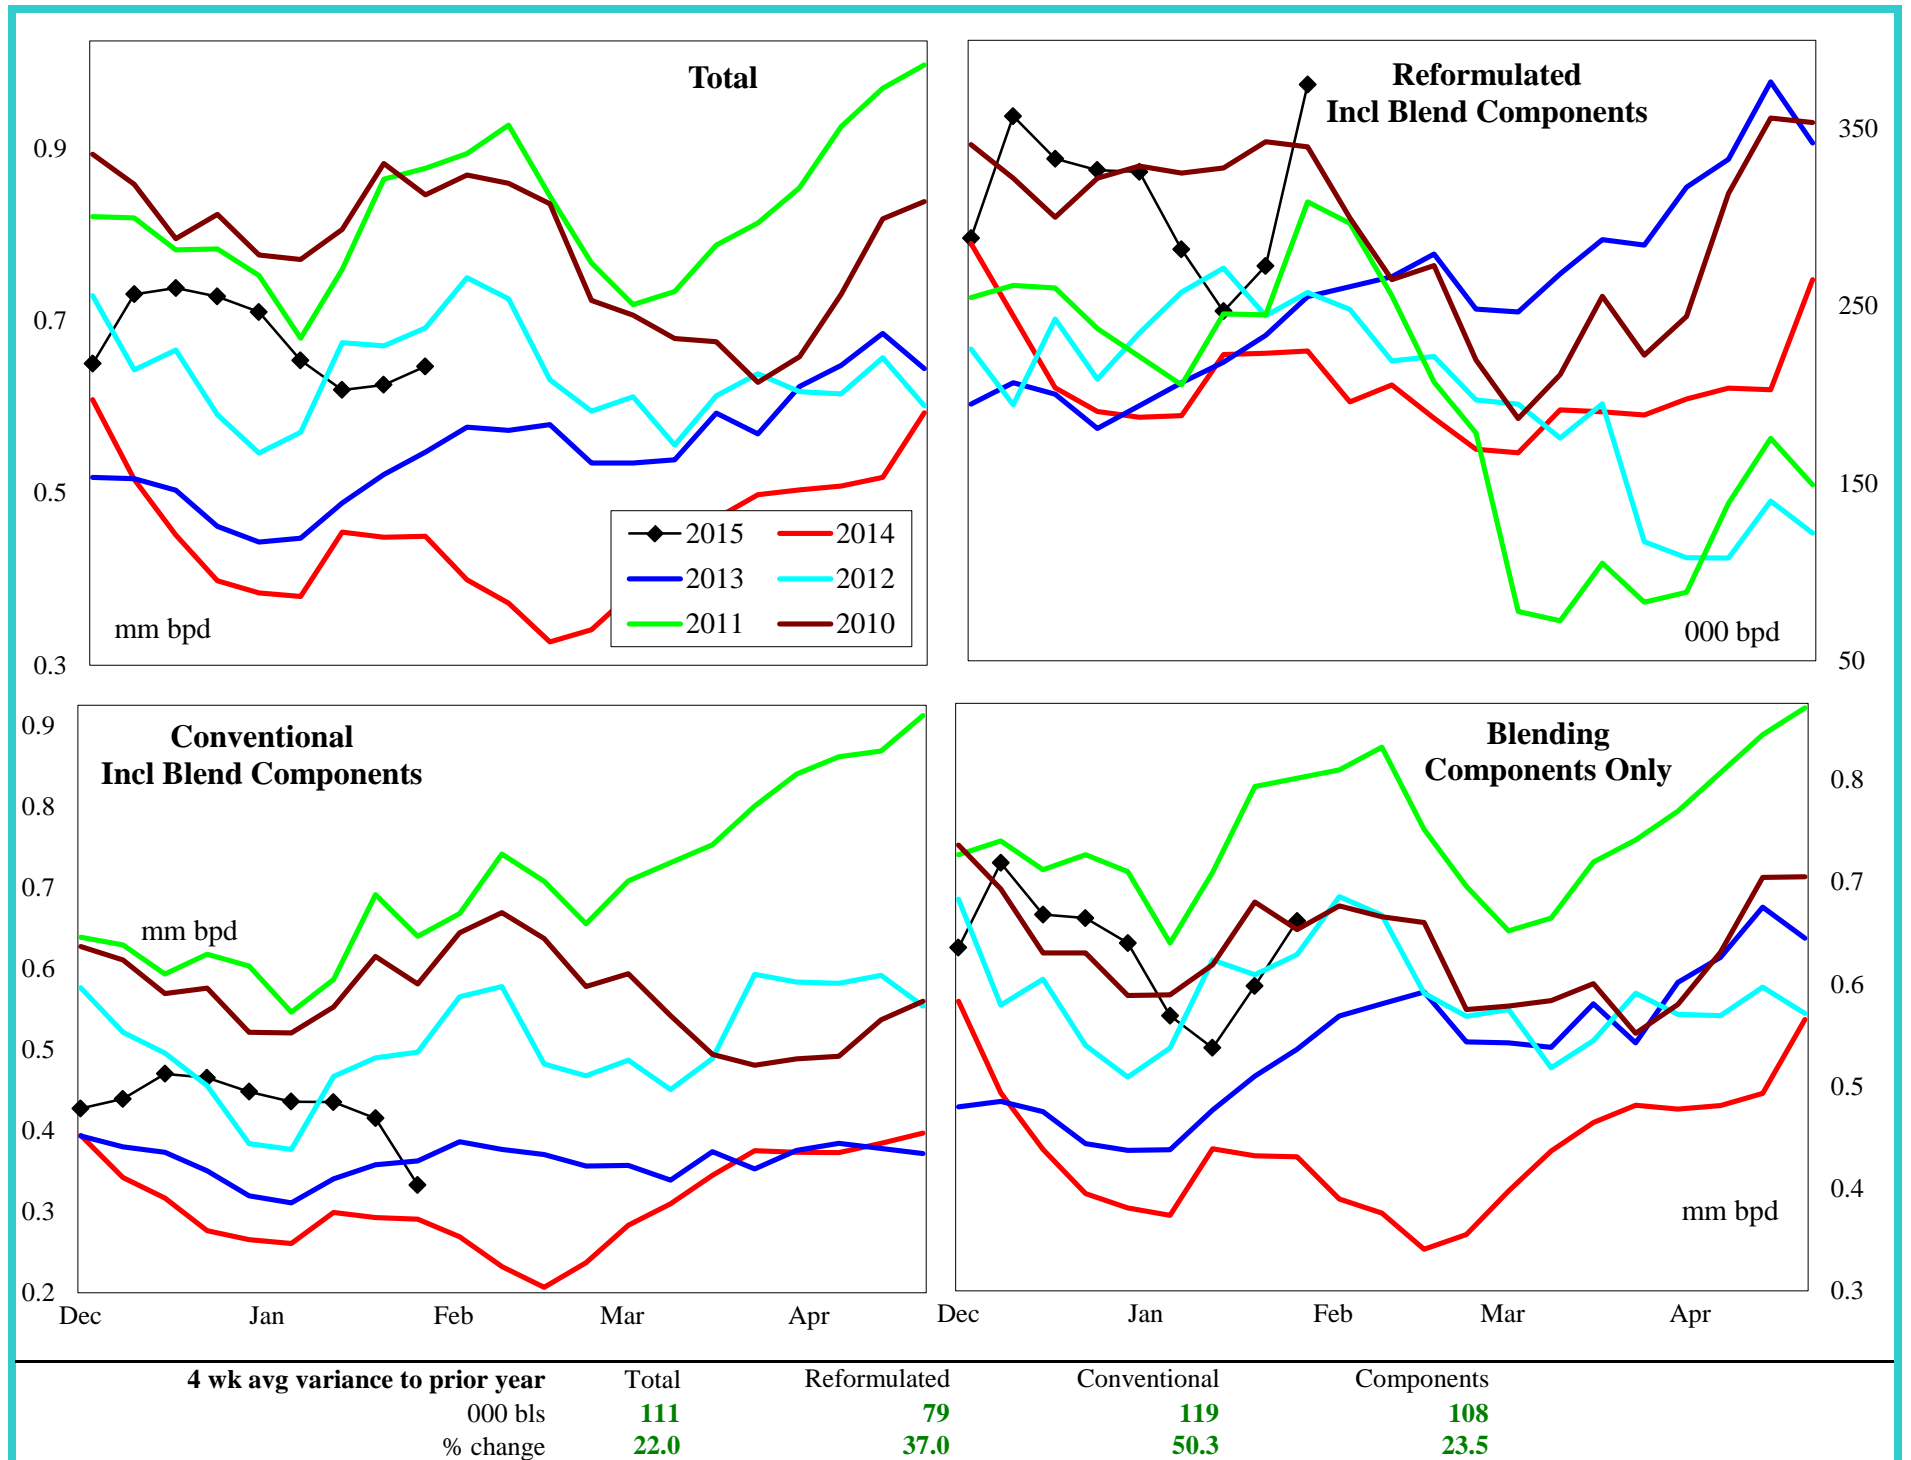 Total
0.9
0.7
0.5
0.3
mm bpd
2015 2014
2013 2012
2011 2010
Reformulated
Incl Blend Components
350
250
150
50
000 bpd
Conventional
Incl Blend Components
0.9
0.8
0.7
0.6
0.5
0.4
0.3
0.2
mm bpd
Dec Jan Feb Mar Apr
Blending
Components Only
0.8
0.7
0.6
0.5
0.4
0.3
mm bpd
Dec Jan Feb Mar Apr
4 wk avg variance to prior year Total Reformulated Conventional Components
000 bls 111 79 119 108
% change 22.0 37.0 50.3 23.5